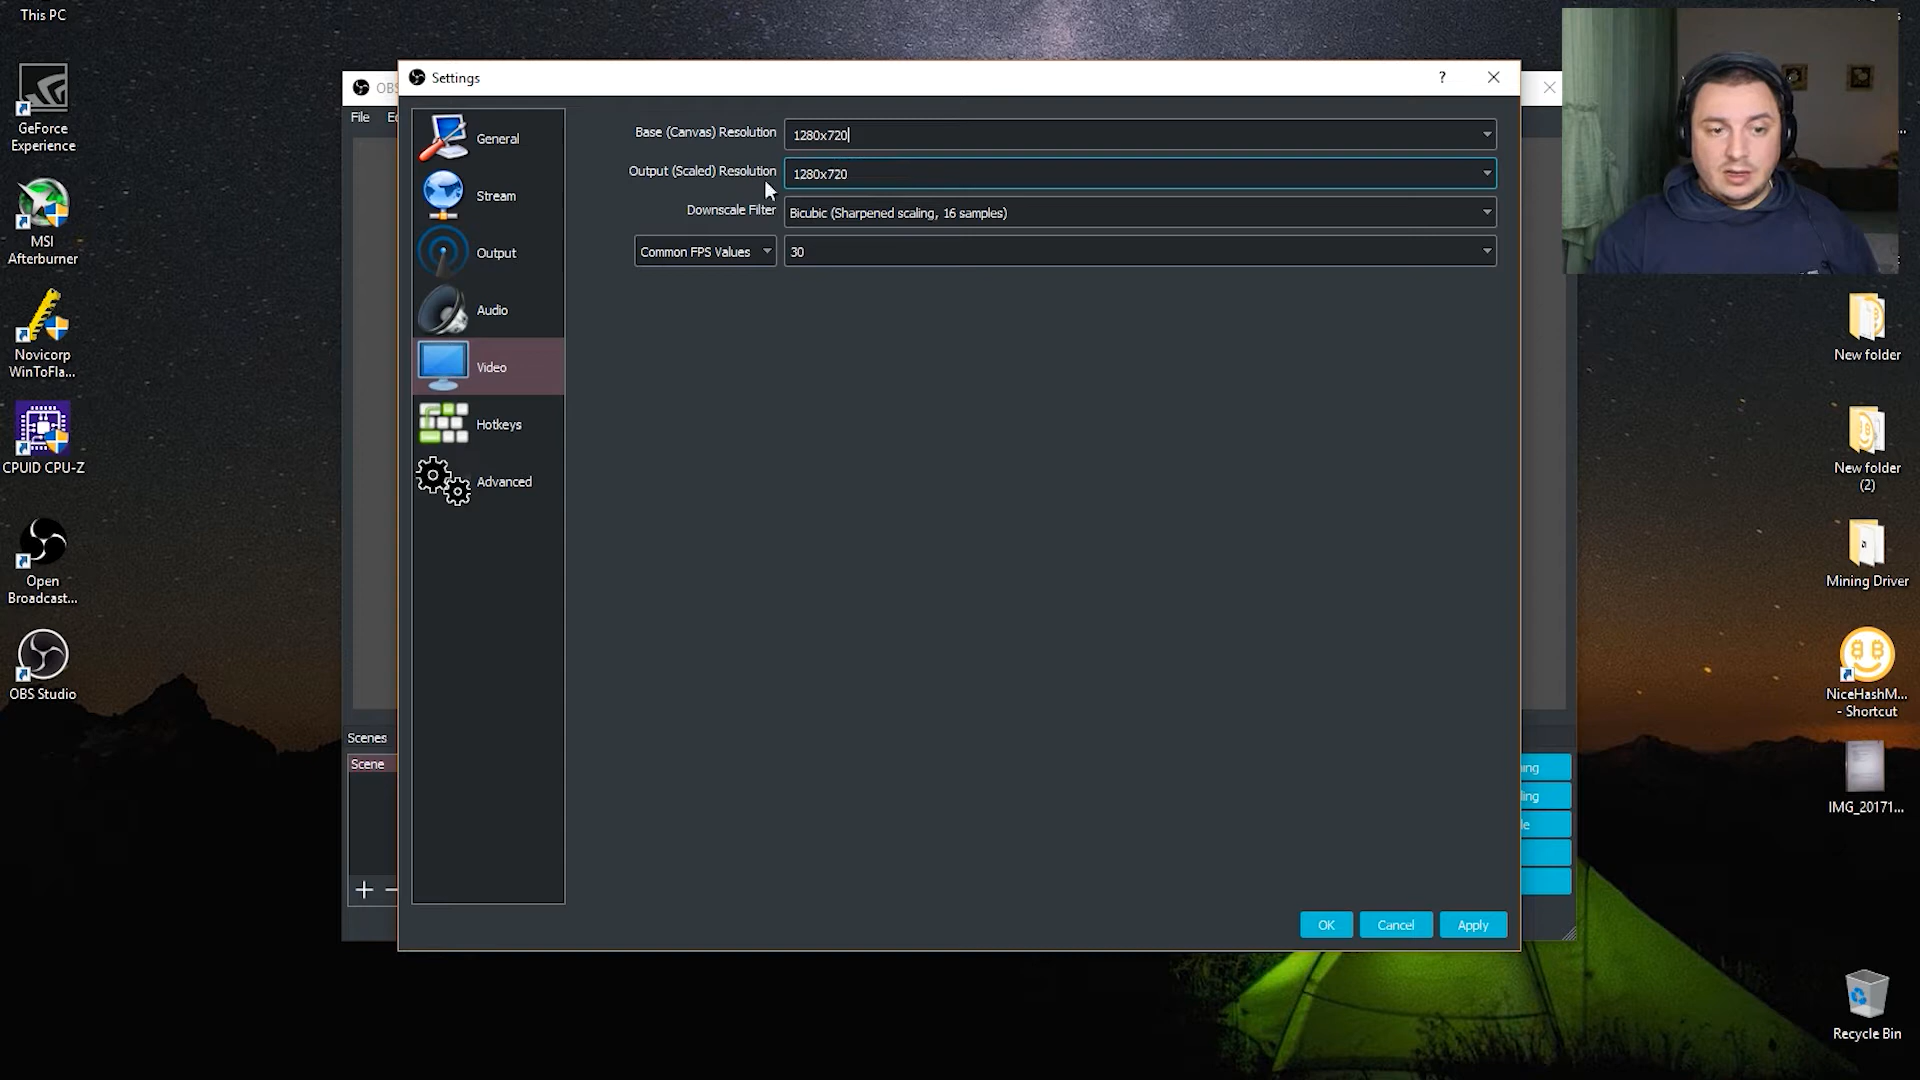 This PC
GeForce
Experience
MSI
Afterburner
Novicorp
WinToFla...
CPUID CPU-Z
Open
Broadcast...
OBS Studio
OBS
File
Settings
?
General
Stream
Output
Audio
Video
Hotkeys
Advanced
Base (Canvas) Resolution
1280x720
Output (Scaled) Resolution
1280x720
Downscale Filter
Bicubic (Sharpened scaling, 16 samples)
Common FPS Values
30
OK
Cancel
Apply
Scenes
Scene
New folder
New folder
(2)
Mining Driver
NiceHashM...
- Shortcut
IMG_20171...
Recycle Bin